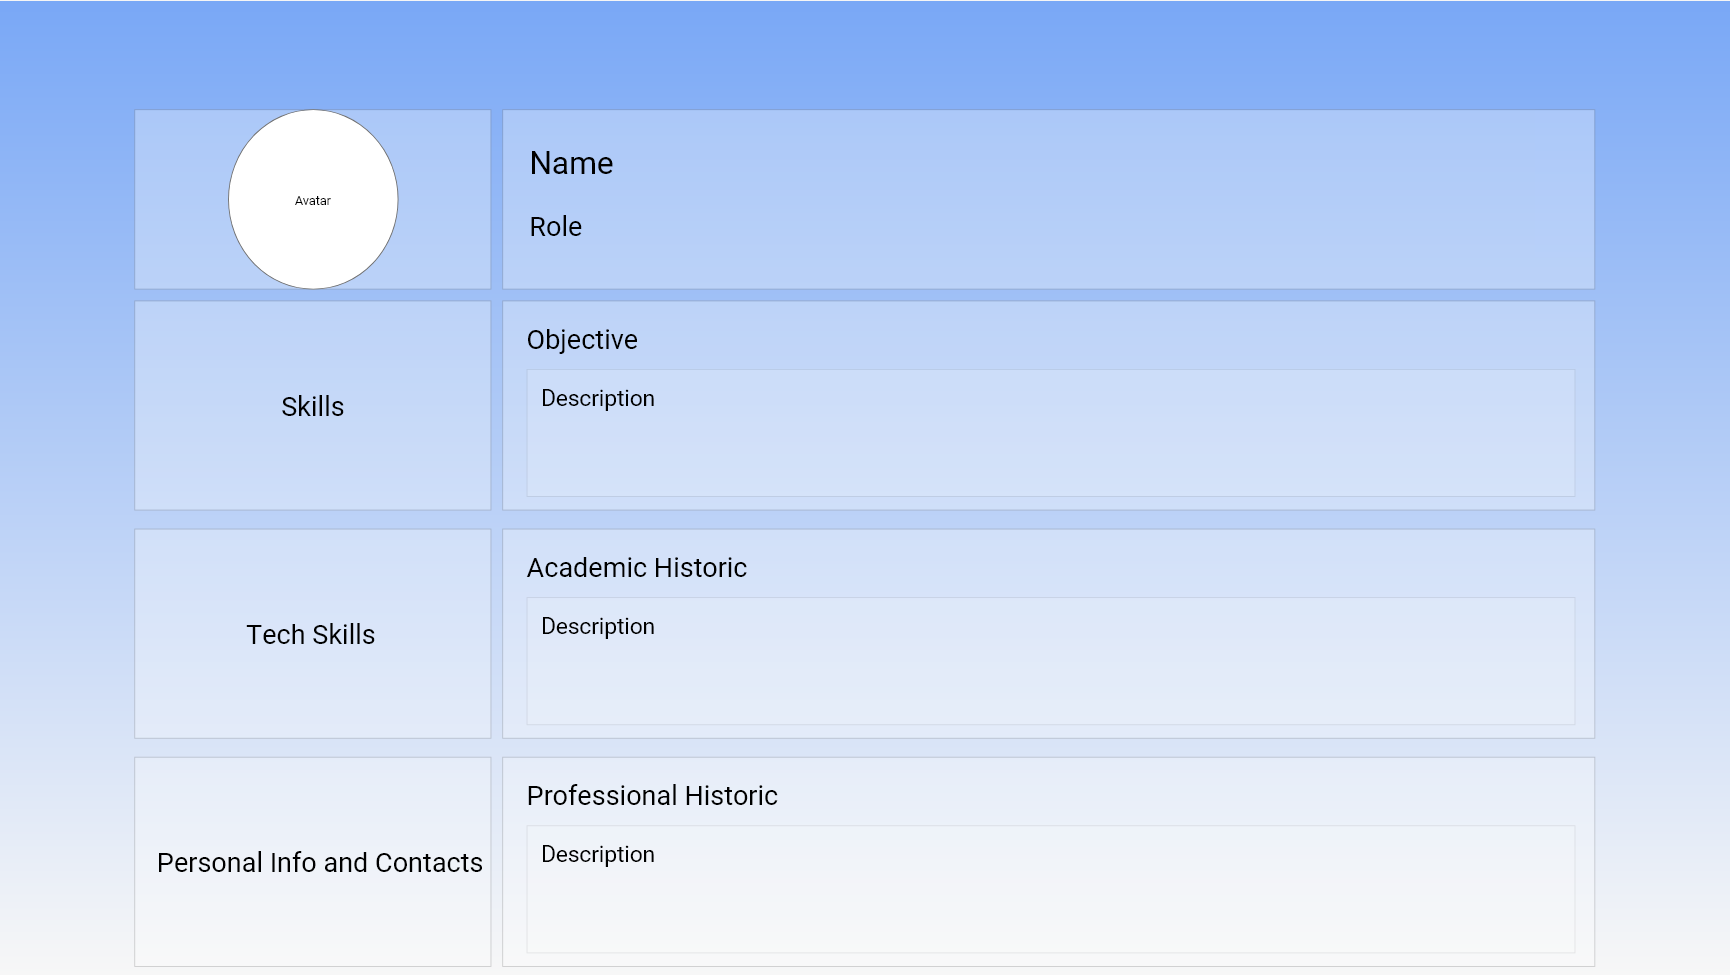 Avatar
Name
Role
Skills
Objective
Description
Tech Skills
Academic Historic
Description
Personal Info and Contacts
Professional Historic
Description